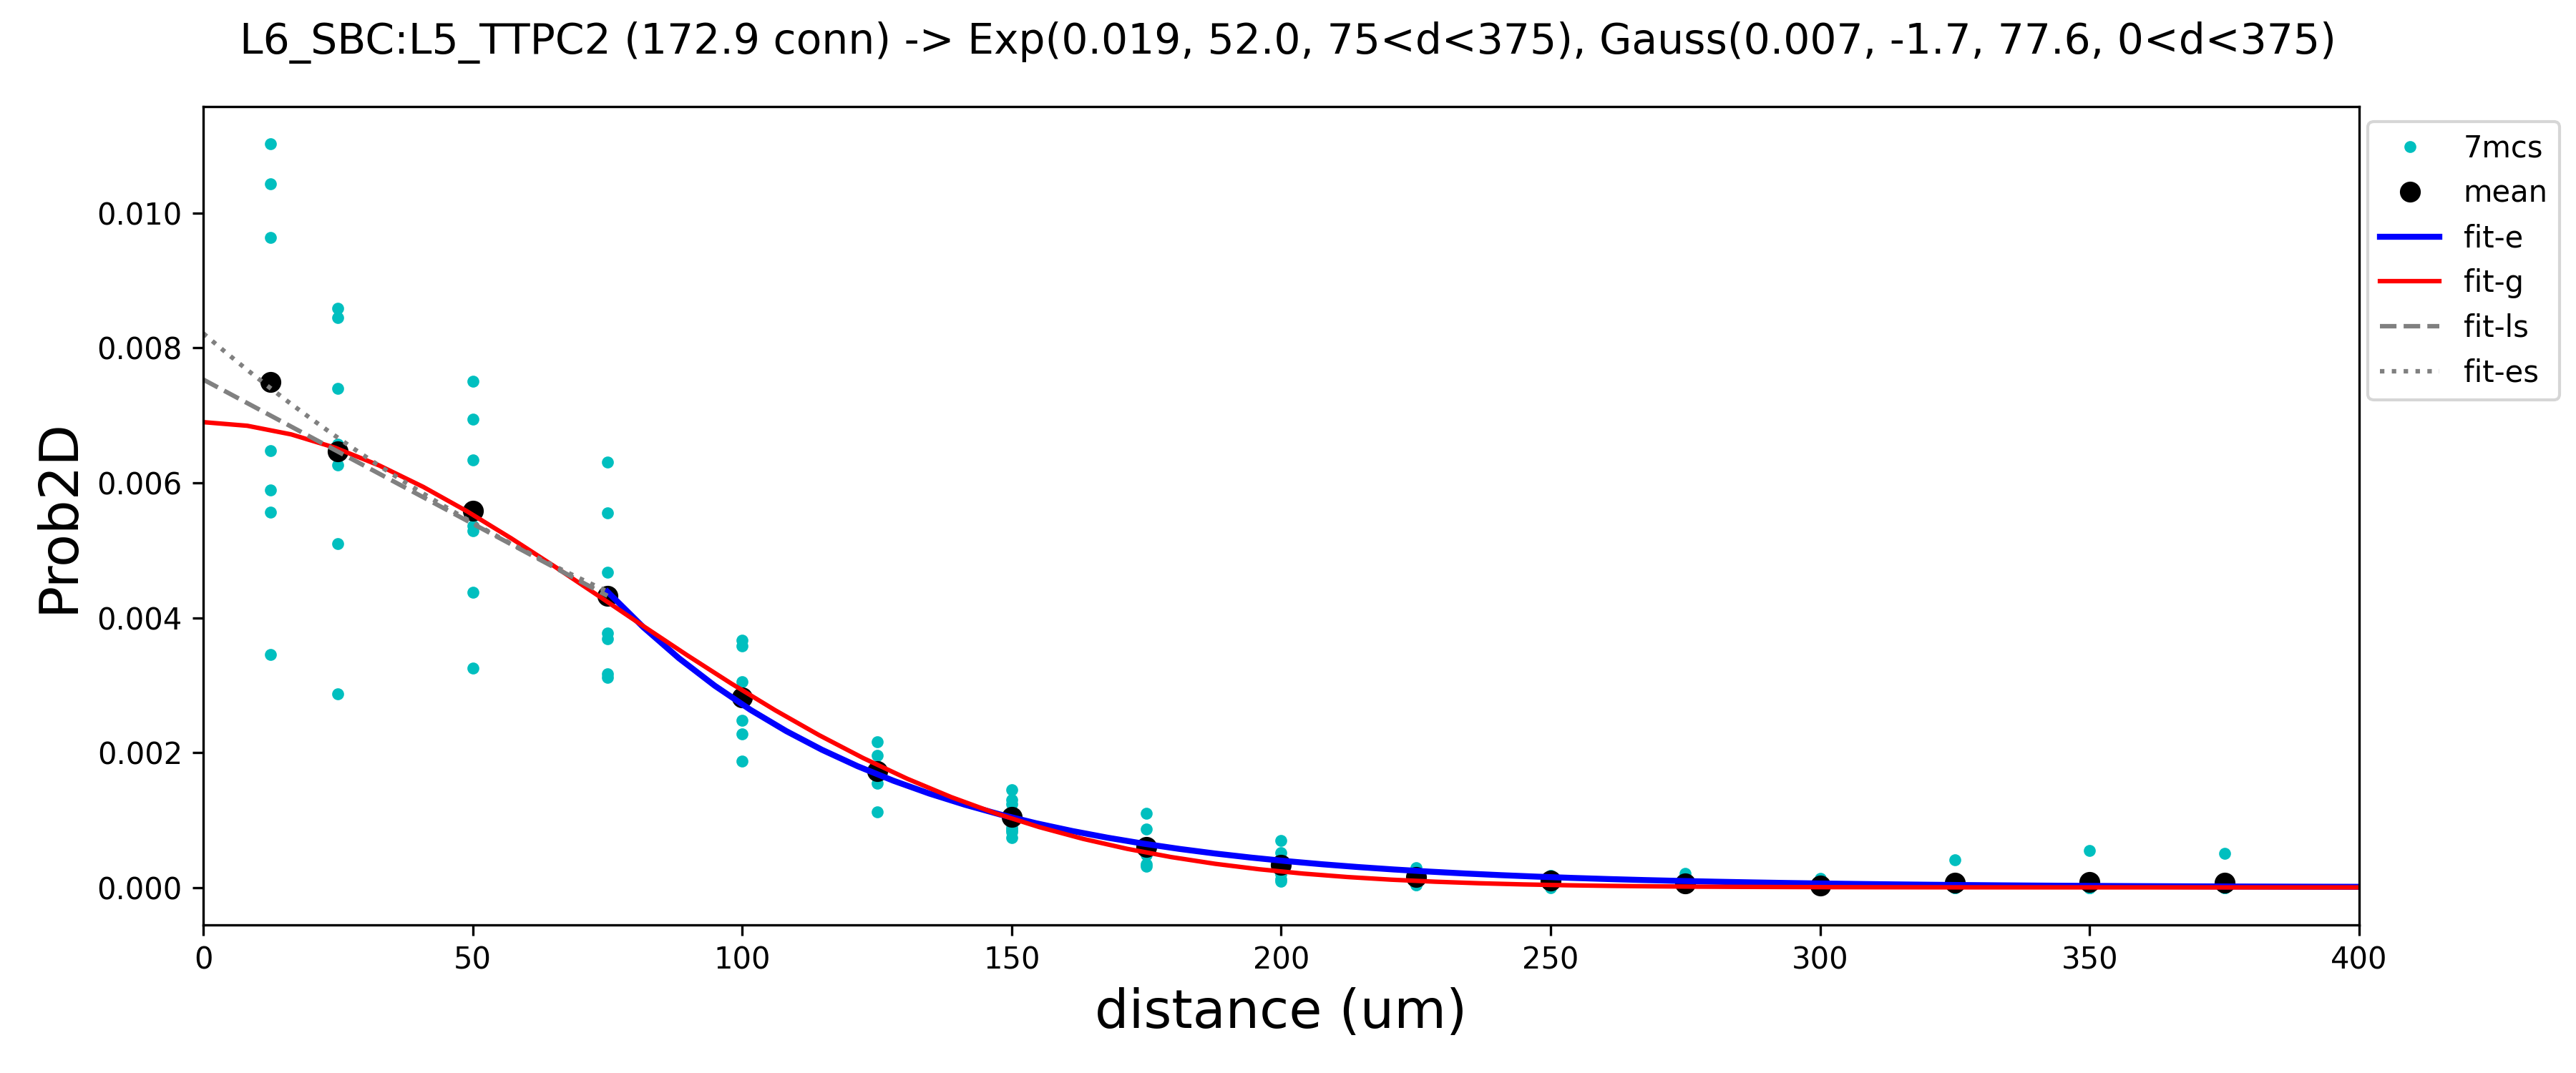 L6_SBC:L5_TTPC2 (172.9 conn) -> Exp(0.019, 52.0, 75<d<375), Gauss(0.007, -1.7, 77.6, 0<d<375)
7mcs
mean
fit-e
fit-g
fit-ls
fit-es
Prob2D
0.010
0.008
0.006
0.004
0.002
0.000
0 50 100 150 200 250 300 350 400
distance (um)